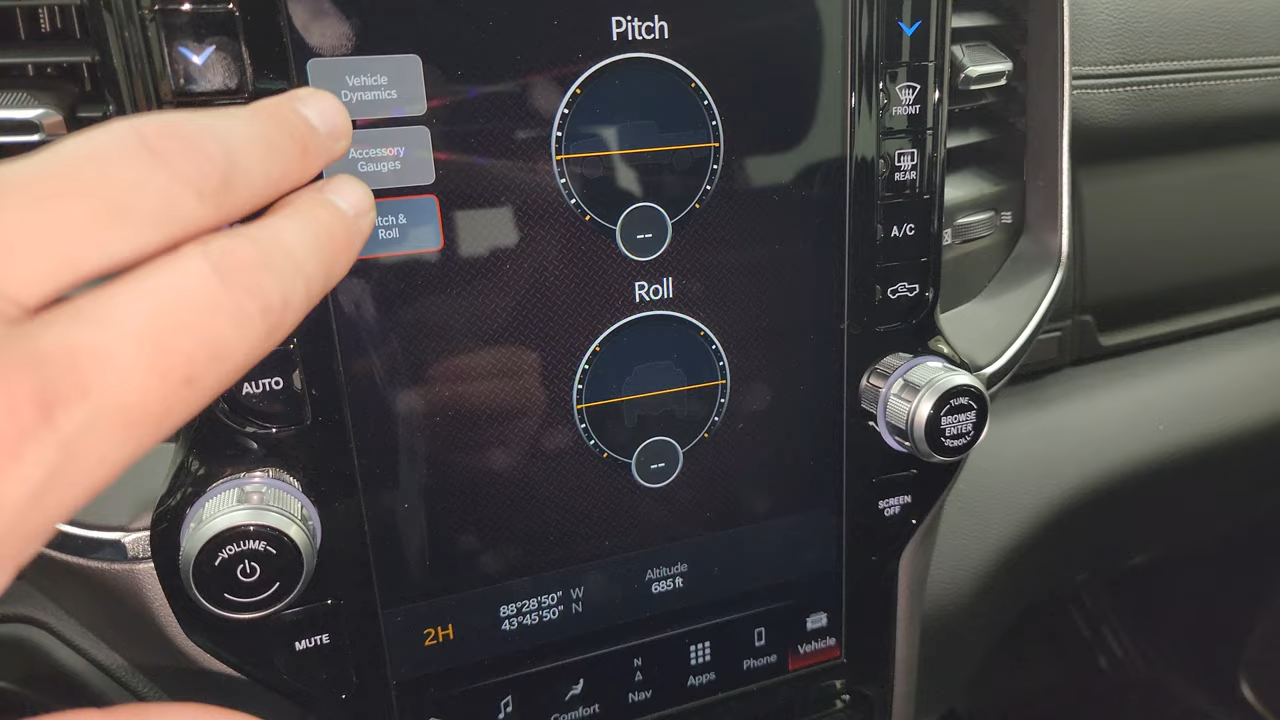 Pitch
Vehicle
Dynamics
Accessory
Gauges
itch &
Roll
--
Roll
--
FRONT
REAR
A/C
AUTO
TUNE
BROWSE
ENTER
SCROLL
SCREEN
OFF
VOLUME
MUTE
2H
88°28'50" W
43°45'50" N
Altitude
685 ft
Comfort
N
Nav
Apps
Phone
Vehicle